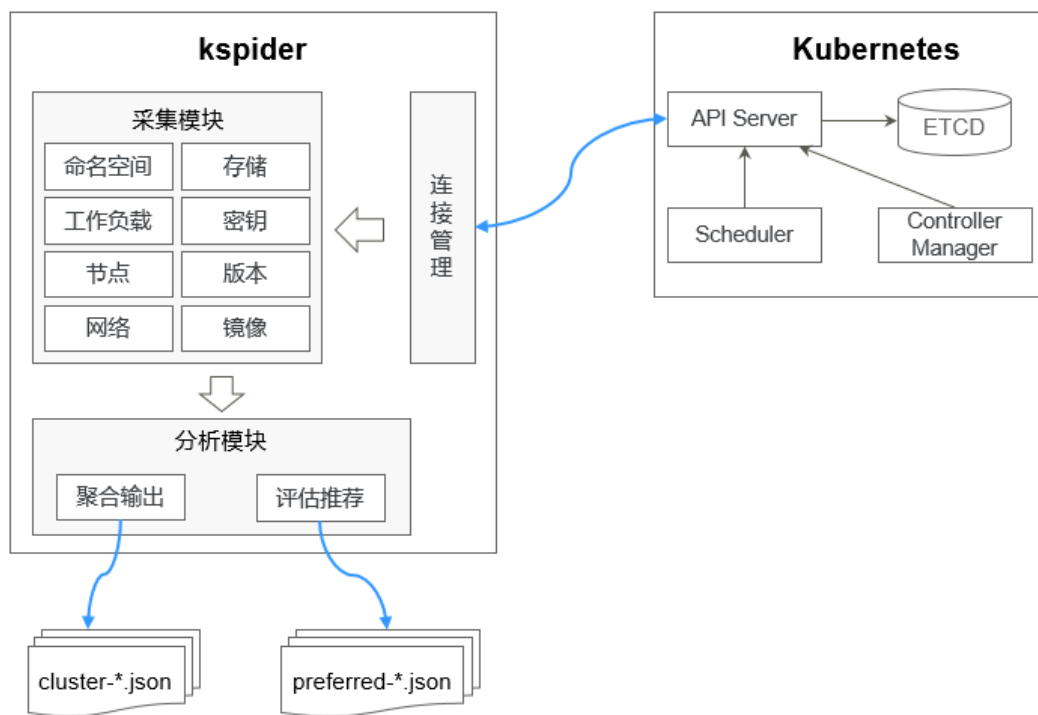 kspider
采集模块
命名空间
存储
工作负载
密钥
节点
版本
网络
镜像
连接管理
分析模块
聚合输出
评估推荐
cluster-*.json
preferred-*.json
Kubernetes
API Server
ETCD
Scheduler
Controller
Manager